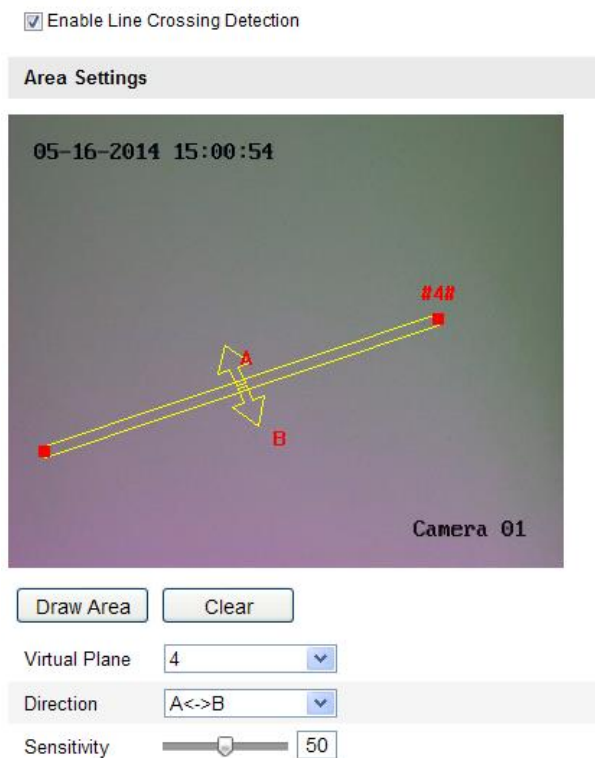 Enable Line Crossing Detection
Area Settings
05-16-2014 15:00:54
#4#
A
B
Camera 01
Draw Area Clear
Virtual Plane 4
Direction A<->B
Sensitivity 50